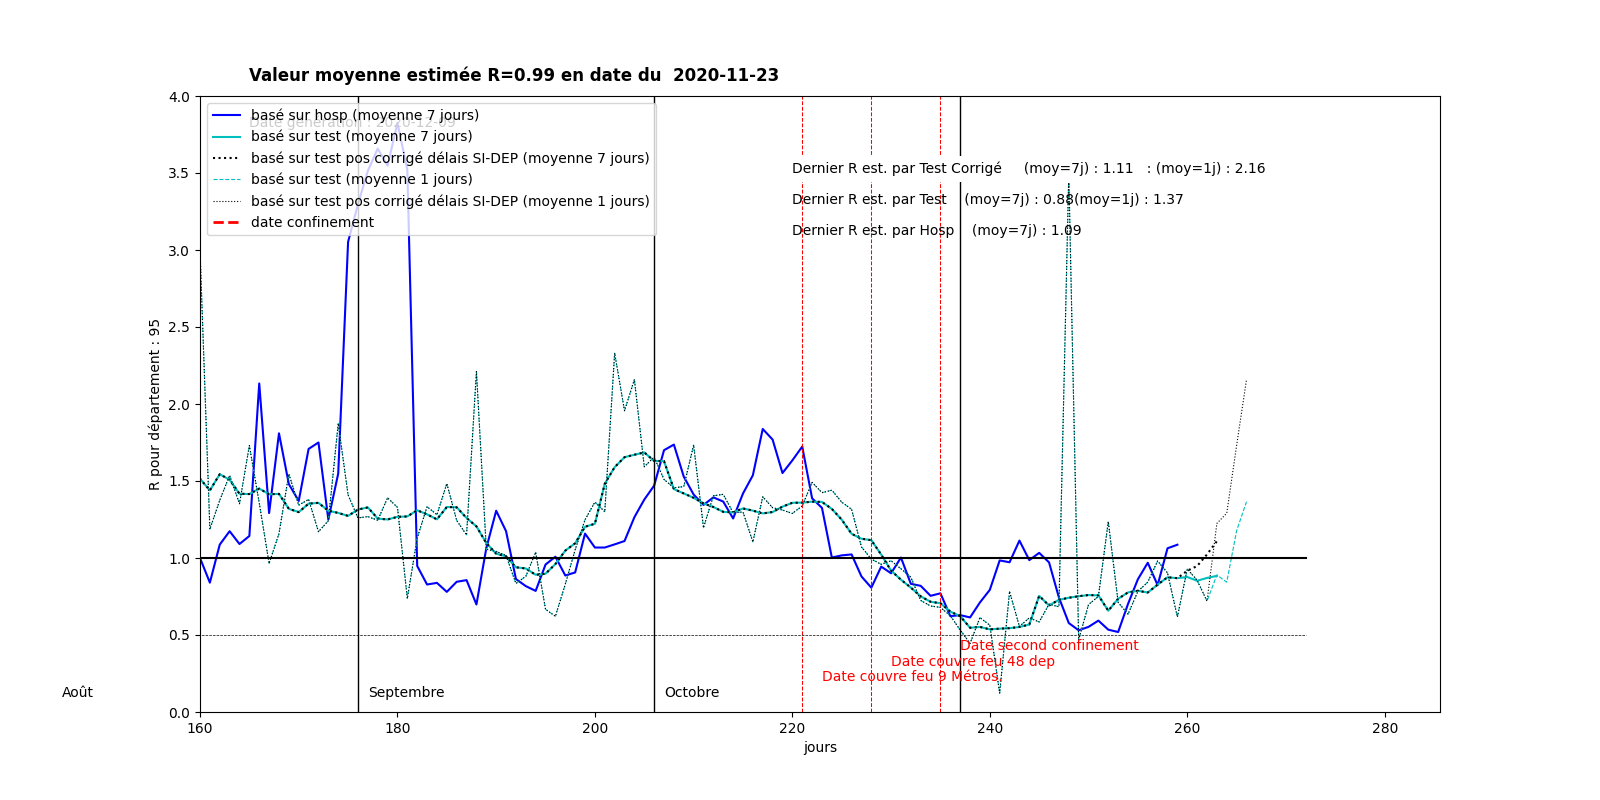 Valeur moyenne estimée R=0.99 en date du  2020-11-23
Date génération : 2020-12-09
basé sur hosp (moyenne 7 jours)
basé sur test (moyenne 7 jours)
basé sur test pos corrigé délais SI-DEP (moyenne 7 jours)
basé sur test (moyenne 1 jours)
basé sur test pos corrigé délais SI-DEP (moyenne 1 jours)
date confinement
Dernier R est. par Test Corrigé (moy=7j) : 1.11 : (moy=1j) : 2.16
Dernier R est. par Test (moy=7j) : 0.88(moy=1j) : 1.37
Dernier R est. par Hosp (moy=7j) : 1.09
4.0
3.5
3.0
2.5
2.0
1.5
1.0
0.5
0.0
R pour département : 95
Date second confinement
Date couvre feu 48 dep
Date couvre feu 9 Métros
Août Septembre Octobre
160 180 200 220 240 260 280
jours